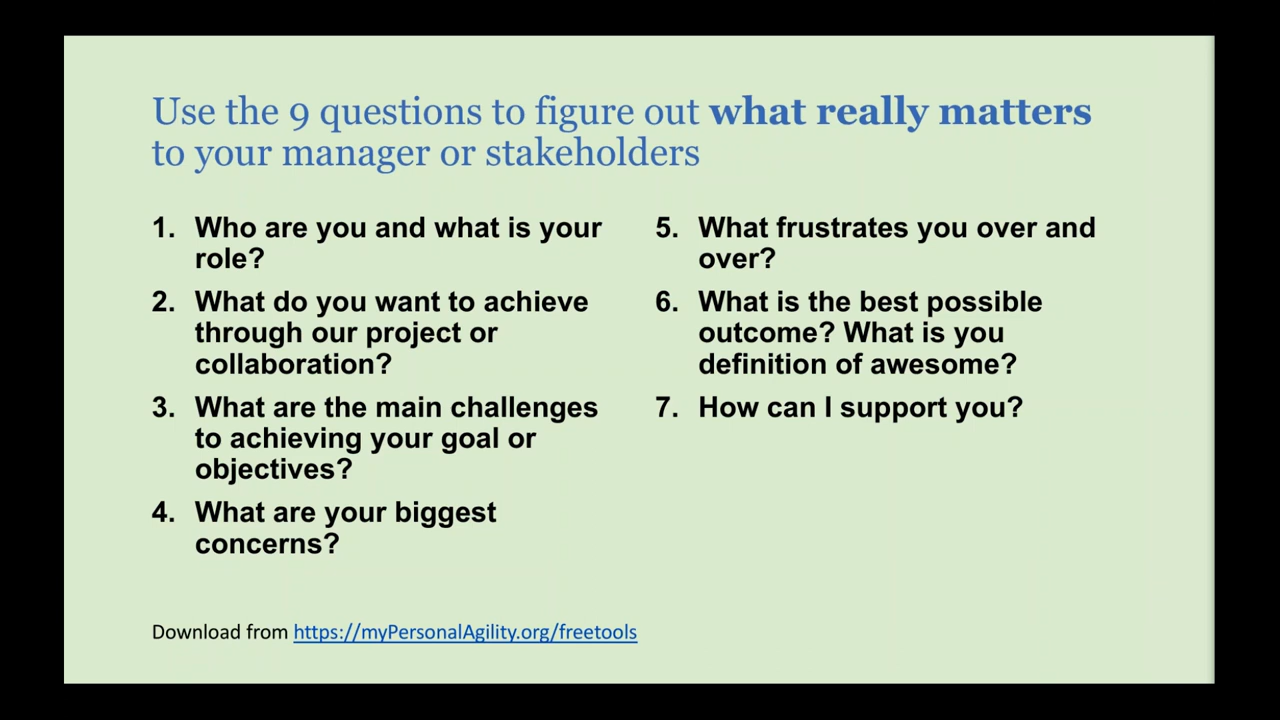 Use the 9 questions to figure out what really matters
to your manager or stakeholders
1. Who are you and what is your
role?
2. What do you want to achieve
through our project or
collaboration?
3. What are the main challenges
to achieving your goal or
objectives?
4. What are your biggest
concerns?
5. What frustrates you over and
over?
6. What is the best possible
outcome? What is you
definition of awesome?
7. How can I support you?
Download from https://myPersonalAgility.org/freetools